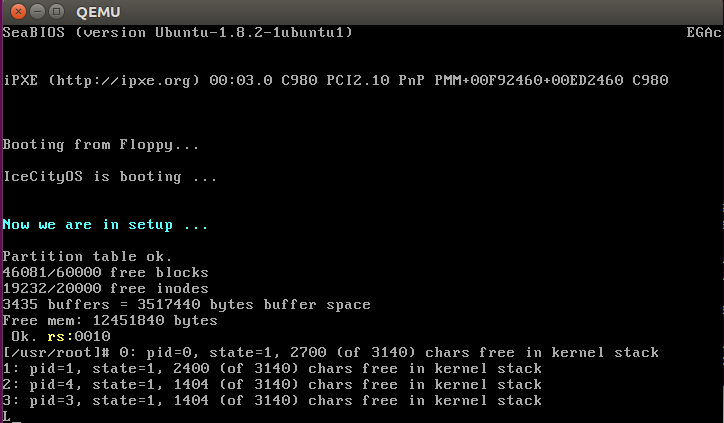 QEMU
SeaBIOS (version Ubuntu-1.8.2-1ubuntu1) EGAc
iPXE (http://ipxe.org) 00:03.0 C980 PCI2.10 PnP PMM+00F92460+00ED2460 C980
Booting from Floppy...
IceCityOS is booting ...
Now we are in setup ...
Partition table ok.
46081/60000 free blocks
19232/20000 free inodes
3435 buffers = 3517440 bytes buffer space
Free mem: 12451840 bytes
Ok. rs:0010
[/usr/root]# 0: pid=0, state=1, 2700 (of 3140) chars free in kernel stack
1: pid=1, state=1, 2400 (of 3140) chars free in kernel stack
2: pid=4, state=1, 1404 (of 3140) chars free in kernel stack
3: pid=3, state=1, 1404 (of 3140) chars free in kernel stack
L_